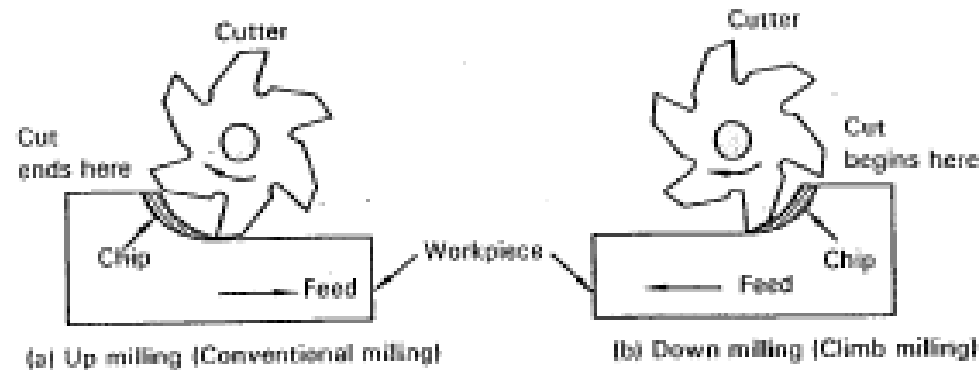 Cutter
Cut
ends here
Chip
Feed
(a) Up milling (Conventional milling)
Workpiece
Cutter
Cut
begins here
Chip
Feed
(b) Down milling (Climb milling)